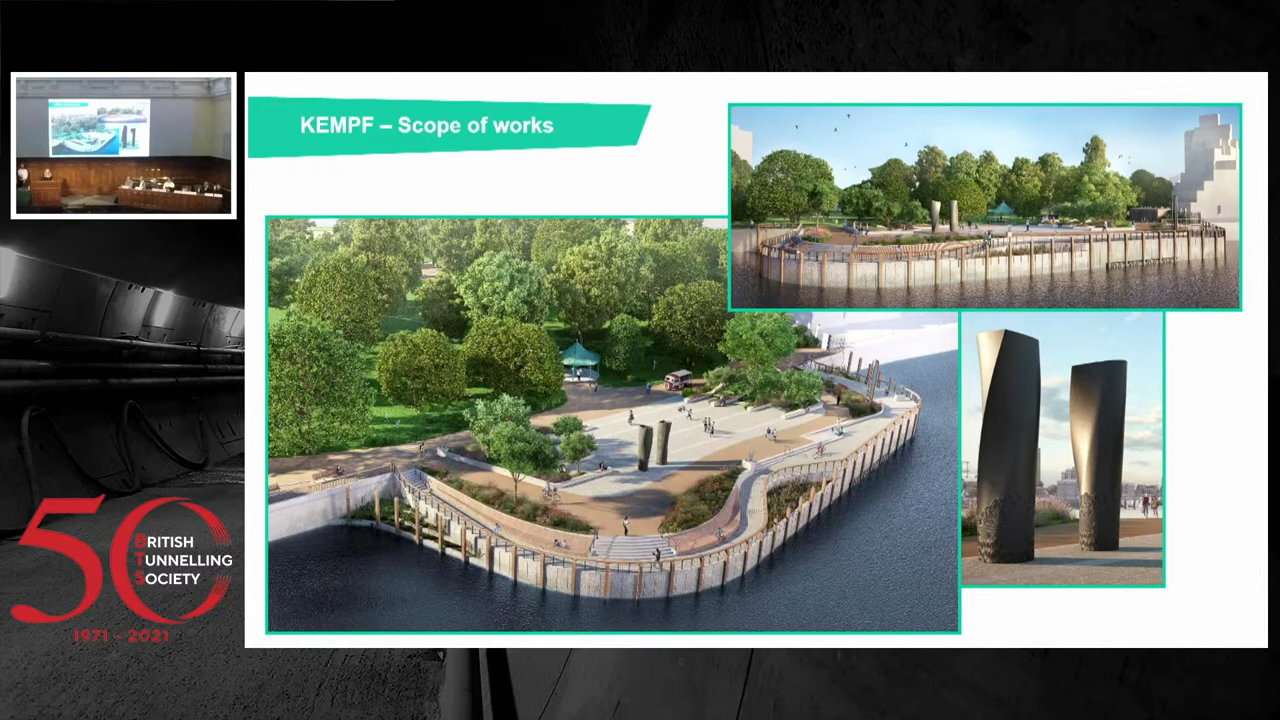 KEMPF – Scope of works
50
BRITISH
TUNNELLING
SOCIETY
1971 - 2021